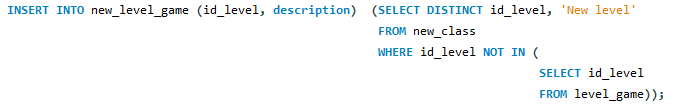 INSERT INTO new_level_game (id_level, description) (SELECT DISTINCT id_level, 'New level'
FROM new_class
WHERE id_level NOT IN (
SELECT id_level
FROM level_game));